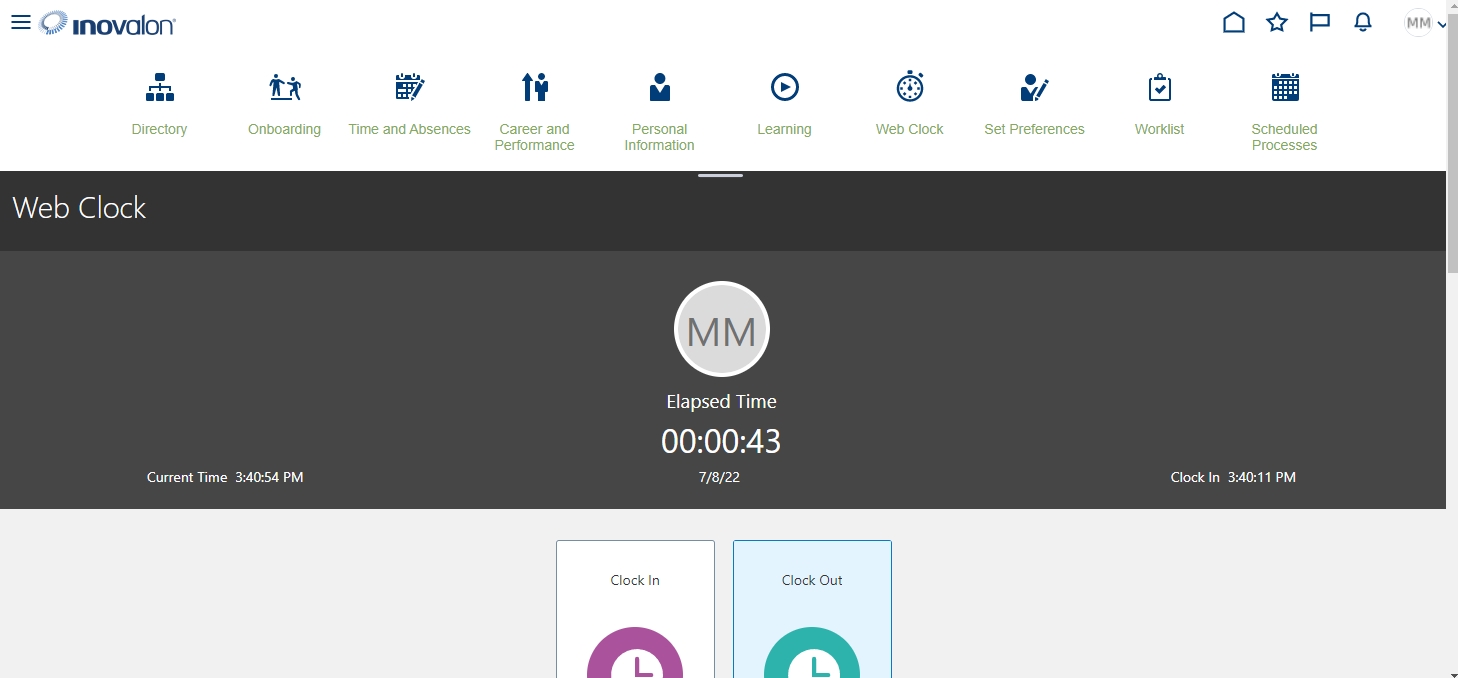 inovalon
MM
Directory
Onboarding
Time and Absences
Career and
Performance
Personal
Information
Learning
Web Clock
Set Preferences
Worklist
Scheduled
Processes
Web Clock
MM
Elapsed Time
00:00:43
Current Time 3:40:54 PM
7/8/22
Clock In 3:40:11 PM
Clock In
Clock Out